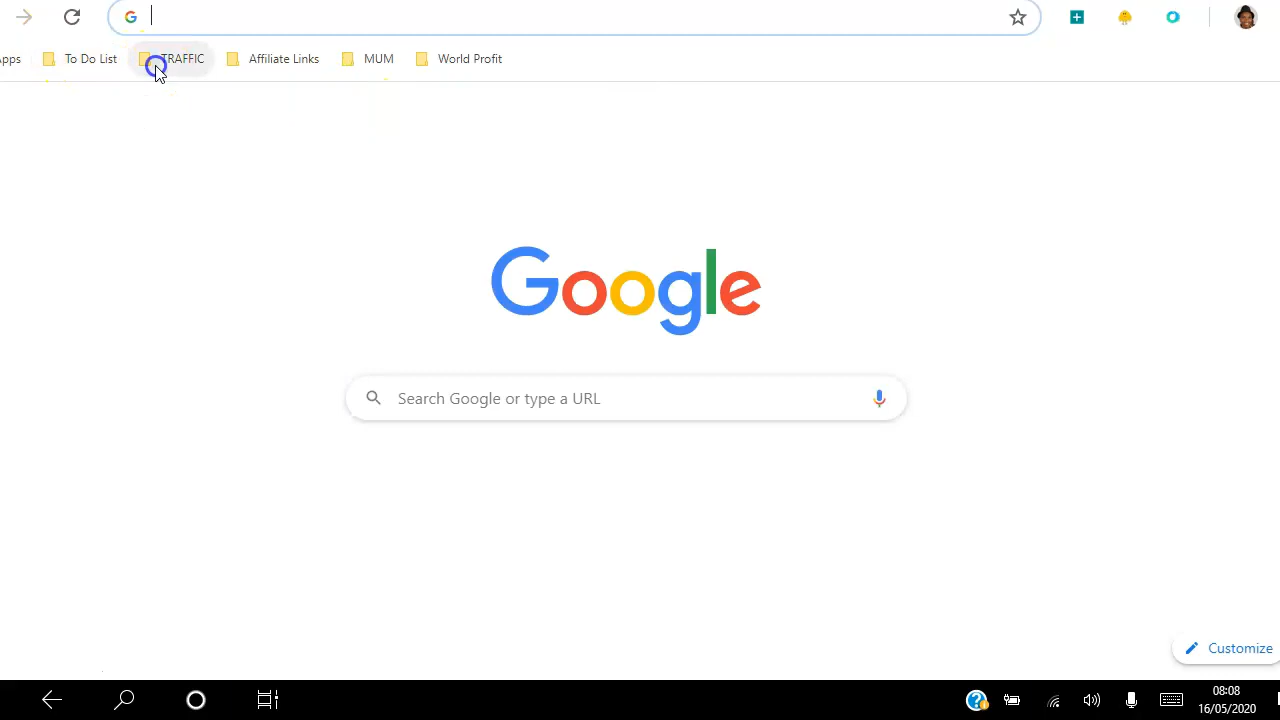 pps To Do List TRAFFIC Affiliate Links MUM World Profit
Google
Search Google or type a URL
Customize
08:08
16/05/2020